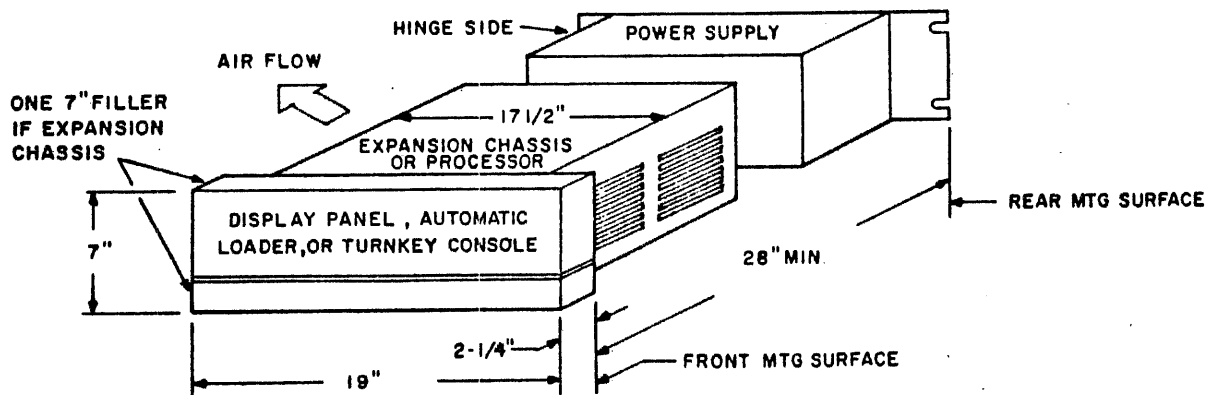 HINGE SIDE
POWER SUPPLY
AIR FLOW
ONE 7" FILLER
IF EXPANSION
CHASSIS
17 1/2"
EXPANSION CHASSIS
OR PROCESSOR
DISPLAY PANEL, AUTOMATIC
LOADER, OR TURNKEY CONSOLE
7"
REAR MTG SURFACE
28" MIN.
2-1/4"
FRONT MTG SURFACE
19"